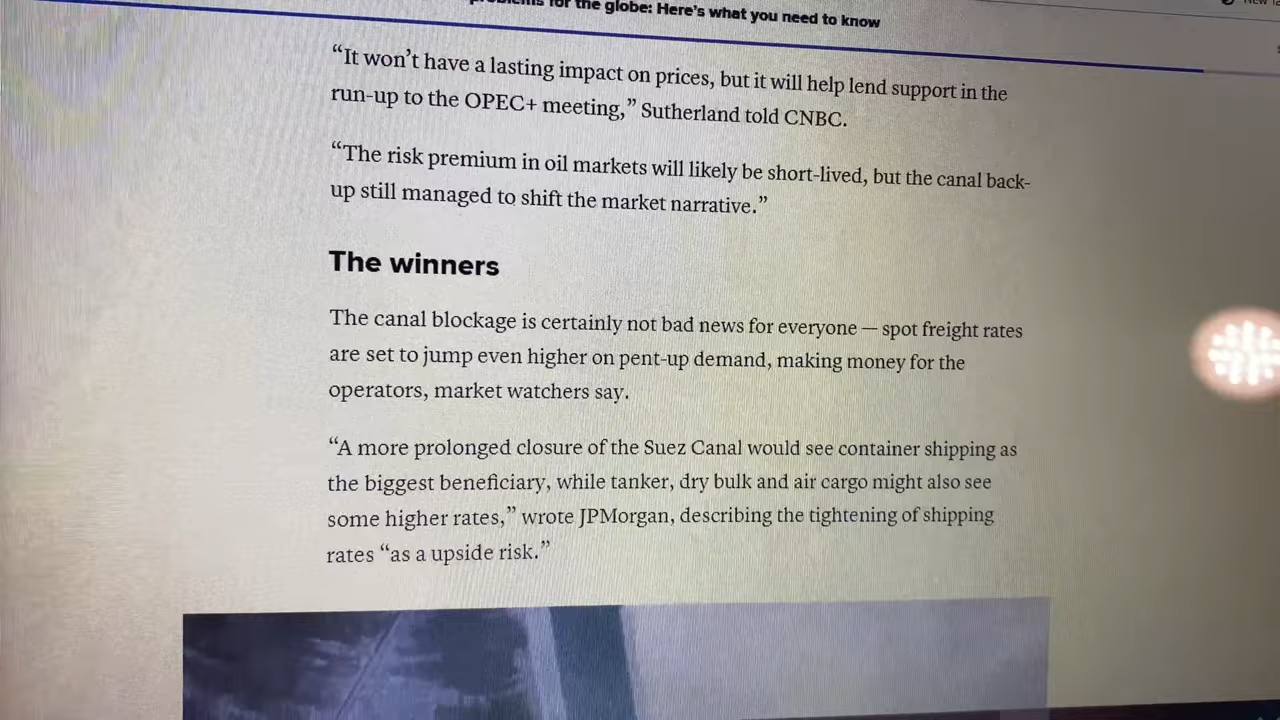 for the globe: Here's what you need to know
“It won’t have a lasting impact on prices, but it will help lend support in the
run-up to the OPEC+ meeting,” Sutherland told CNBC.
“The risk premium in oil markets will likely be short-lived, but the canal back-
up still managed to shift the market narrative.”
The winners
The canal blockage is certainly not bad news for everyone — spot freight rates
are set to jump even higher on pent-up demand, making money for the
operators, market watchers say.
“A more prolonged closure of the Suez Canal would see container shipping as
the biggest beneficiary, while tanker, dry bulk and air cargo might also see
some higher rates,” wrote JPMorgan, describing the tightening of shipping
rates “as a upside risk.”